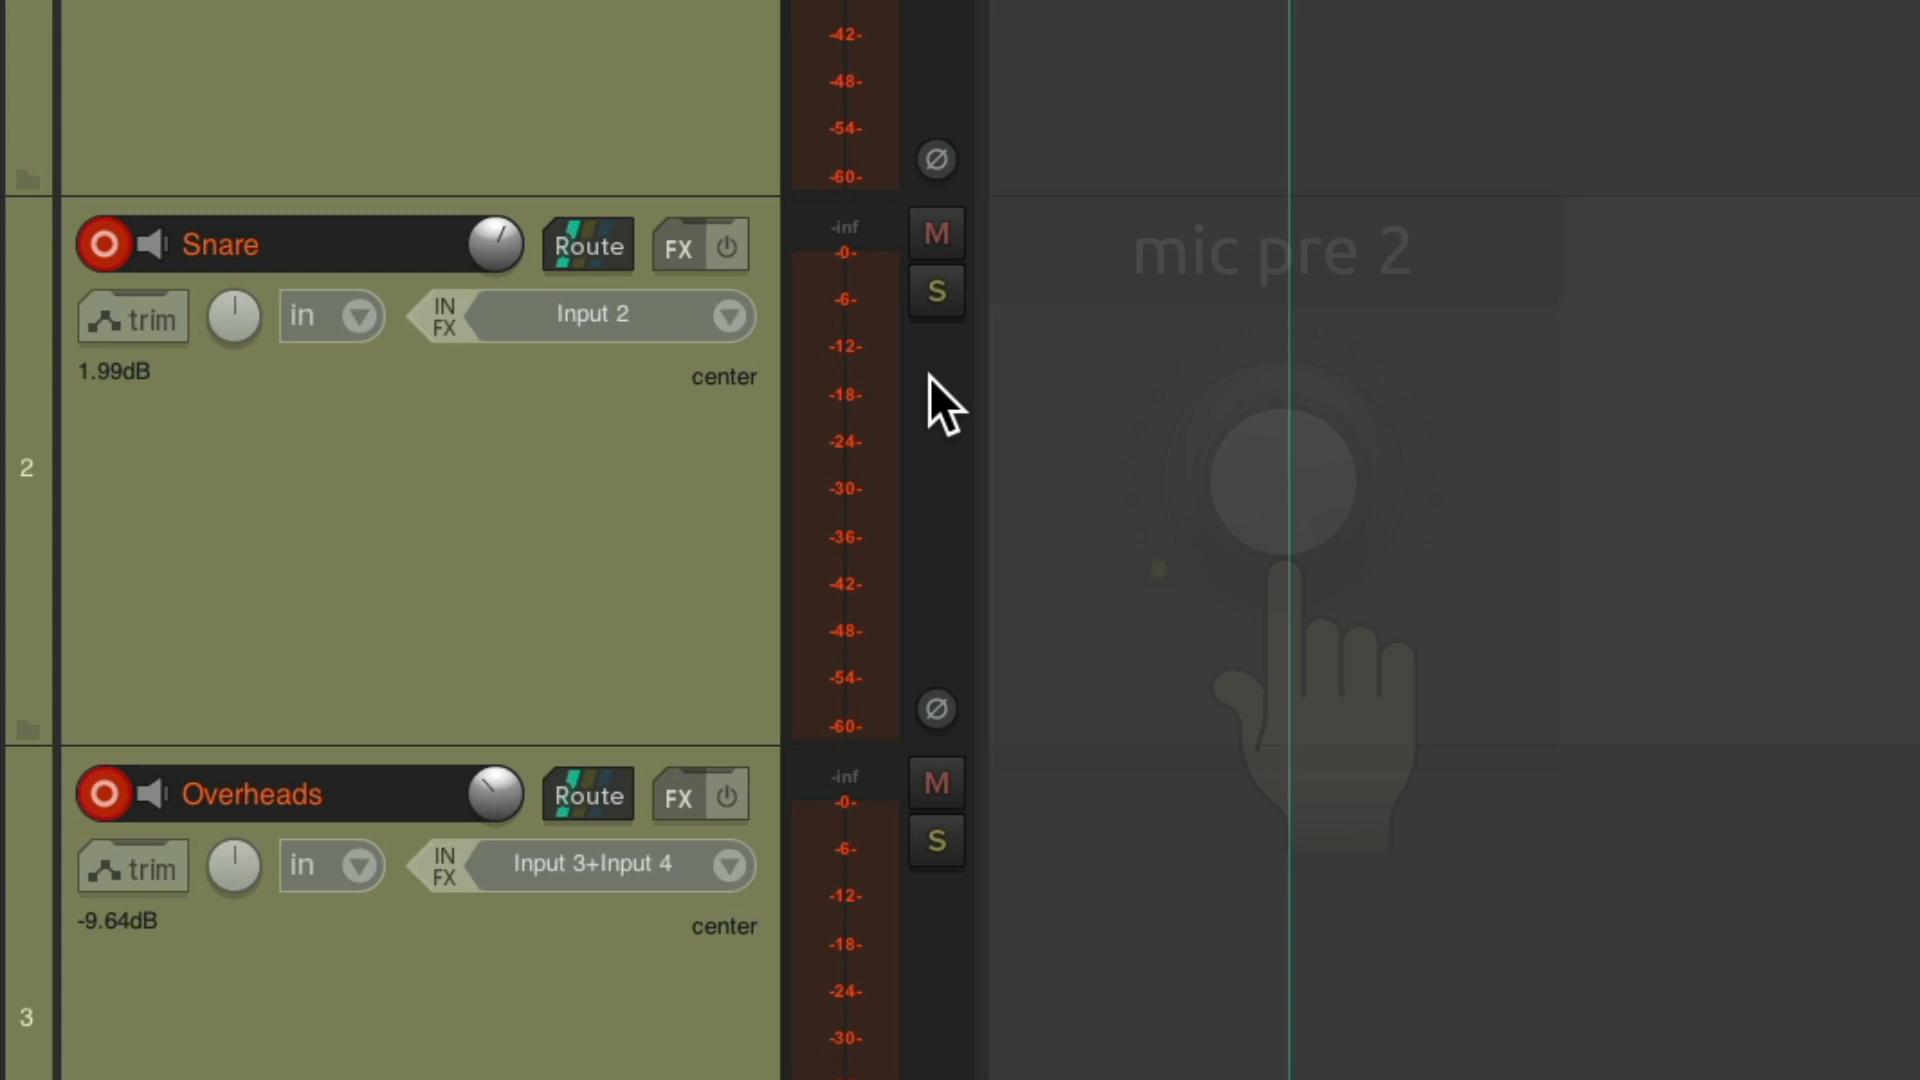 -42-
-48-
-54-
Ø
-60-
Snare
Route
FX
-inf
M
mic pre 2
-0-
trim
in
IN
FX
Input 2
-6-
S
-12-
1.99dB
center
-18-
-24-
2
-30-
-36-
-42-
-48-
-54-
Ø
-60-
Overheads
Route
FX
-inf
M
-0-
trim
in
IN
FX
Input 3+Input 4
-6-
S
-12-
-9.64dB
center
-18-
-24-
3
-30-